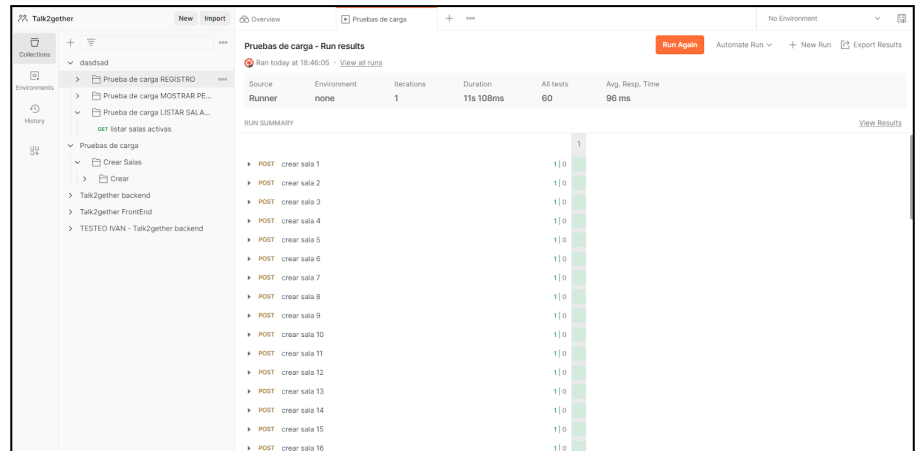 Talk2gether
New
Import
Overview
Pruebas de carga
No Environment
Collections
Environments
History
dasdsad
Prueba de carga REGISTRO
Prueba de carga MOSTRAR PE...
Prueba de carga LISTAR SALA...
GET listar salas activas
Pruebas de carga
Crear Salas
Crear
Talk2gether backend
Talk2gether FrontEnd
TESTEO IVAN - Talk2gether backend
Pruebas de carga - Run results
Run Again
Automate Run
New Run
Export Results
Ran today at 18:46:05 · View all runs
Source Environment Iterations Duration All tests Avg. Resp. Time
Runner none 1 11s 108ms 60 96 ms
RUN SUMMARY
View Results
1
POST crear sala 1 1 | 0
POST crear sala 2 1 | 0
POST crear sala 3 1 | 0
POST crear sala 4 1 | 0
POST crear sala 5 1 | 0
POST crear sala 6 1 | 0
POST crear sala 7 1 | 0
POST crear sala 8 1 | 0
POST crear sala 9 1 | 0
POST crear sala 10 1 | 0
POST crear sala 11 1 | 0
POST crear sala 12 1 | 0
POST crear sala 13 1 | 0
POST crear sala 14 1 | 0
POST crear sala 15 1 | 0
POST crear sala 16 1 | 0